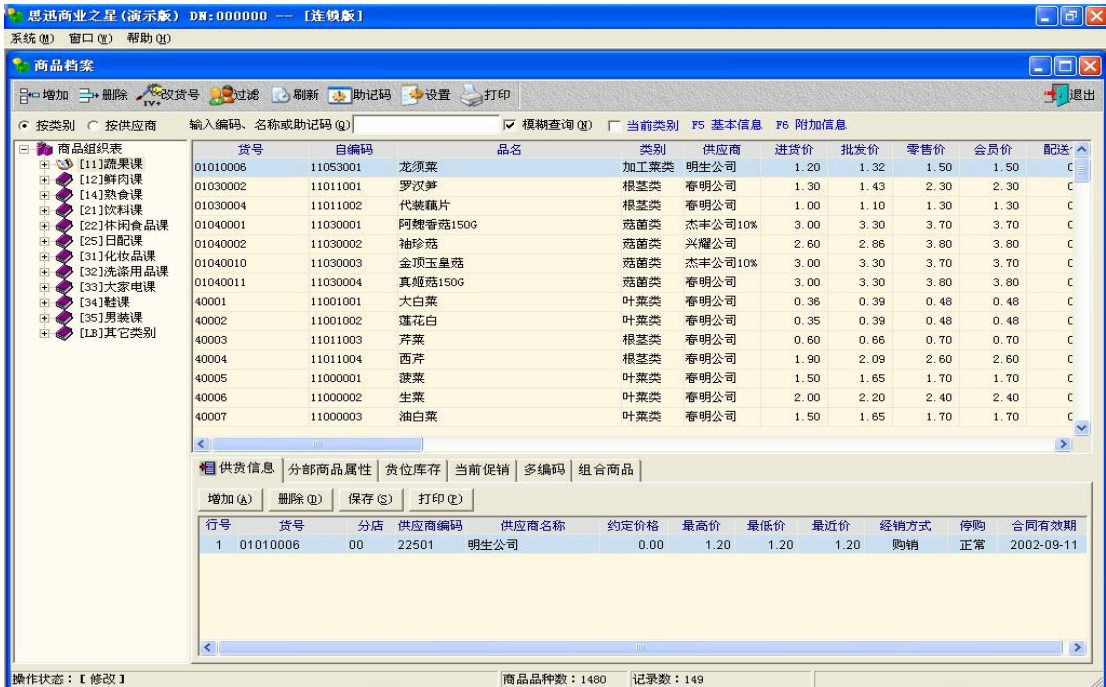 思迅商业之星(演示版) DN:000000 -- [连锁版]
系统(M) 窗口(W) 帮助(H)
商品档案
增加 删除 改货号 过滤 刷新 助记码 设置 打印 退出
按类别 按供应商 输入编码、名称或助记码(Q) 模糊查询(N) 当前类别 F5 基本信息 F6 附加信息
商品组织表
[11]蔬果课
[12]鲜肉课
[14]熟食课
[21]饮料课
[22]休闲食品课
[25]日配课
[31]化妆品课
[32]洗涤用品课
[33]大家电课
[34]鞋课
[35]男装课
[LB]其它类别
货号 自编码 品名 类别 供应商 进货价 批发价 零售价 会员价 配送
01010006 11053001 龙须菜 加工菜类 明生公司 1.20 1.32 1.50 1.50
01030002 11011001 罗汉笋 根茎类 春明公司 1.30 1.43 2.30 2.30
01030004 11011002 代装藕片 根茎类 春明公司 1.00 1.10 1.30 1.30
01040001 11030001 阿魏香菇150G 菇菌类 杰丰公司10% 3.00 3.30 3.70 3.70
01040002 11030002 袖珍菇 菇菌类 兴耀公司 2.60 2.86 3.80 3.80
01040010 11030003 金顶玉皇菇 菇菌类 杰丰公司10% 3.00 3.30 3.70 3.70
01040011 11030004 真姬菇150G 菇菌类 春明公司 3.00 3.30 3.80 3.80
40001 11001001 大白菜 叶菜类 春明公司 0.36 0.39 0.48 0.48
40002 11001002 莲花白 叶菜类 春明公司 0.35 0.39 0.48 0.48
40003 11011003 芹菜 根茎类 春明公司 0.60 0.66 0.70 0.70
40004 11011004 西芹 根茎类 春明公司 1.90 2.09 2.60 2.60
40005 11000001 菠菜 叶菜类 春明公司 1.50 1.65 1.70 1.70
40006 11000002 生菜 叶菜类 春明公司 2.00 2.20 2.40 2.40
40007 11000003 油白菜 叶菜类 春明公司 1.50 1.65 1.70 1.70
供货信息 分部商品属性 货位库存 当前促销 多编码 组合商品
增加(A) 删除(D) 保存(S) 打印(P)
行号 货号 分店 供应商编码 供应商名称 约定价格 最高价 最低价 最近价 经销方式 停购 合同有效期
1 01010006 00 22501 明生公司 0.00 1.20 1.20 1.20 购销 正常 2002-09-11
操作状态：[ 修改 ] 商品品种数：1480 记录数：149